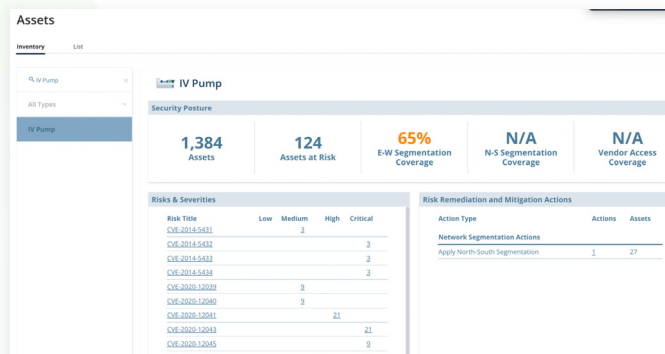 Assets
Inventory List
IV Pump
All Types
IV Pump
IV Pump
Security Posture
1,384
Assets
124
Assets at Risk
65%
E-W Segmentation
Coverage
N/A
N-S Segmentation
Coverage
N/A
Vendor Access
Coverage
Risks & Severities
Risk Title Low Medium High Critical
CVE-2014-5431 3
CVE-2014-5432 3
CVE-2014-5433 3
CVE-2014-5434 3
CVE-2020-12039 9
CVE-2020-12040 9
CVE-2020-12041 21
CVE-2020-12043 21
CVE-2020-12045 9
Risk Remediation and Mitigation Actions
Action Type Actions Assets
Network Segmentation Actions
Apply North-South Segmentation 1 27